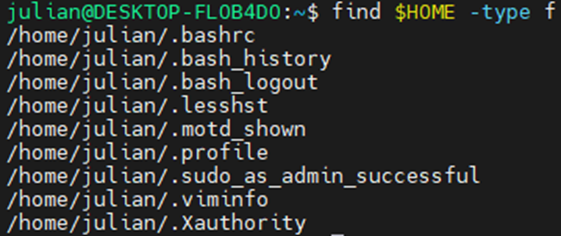 julian@DESKTOP-FLOB4DO:~$ find $HOME -type f
/home/julian/.bashrc
/home/julian/.bash_history
/home/julian/.bash_logout
/home/julian/.lesshst
/home/julian/.motd_shown
/home/julian/.profile
/home/julian/.sudo_as_admin_successful
/home/julian/.viminfo
/home/julian/.Xauthority